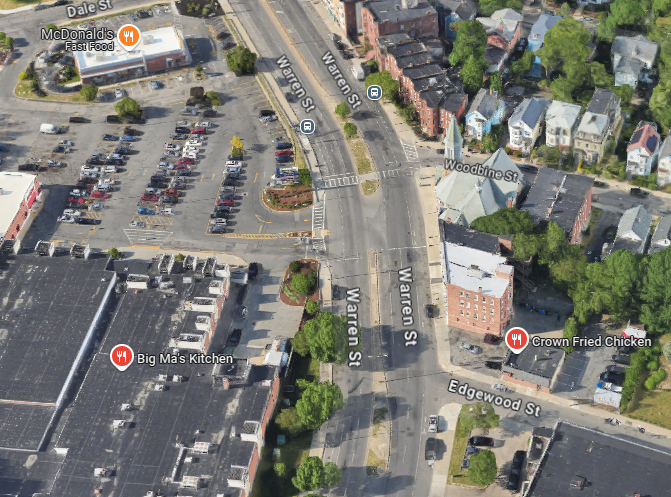 Dale St
McDonald's
Fast Food
Warren St
Warren St
Woodbine St
Warren St
Warren St
Big Ma's Kitchen
Crown Fried Chicken
Edgewood St